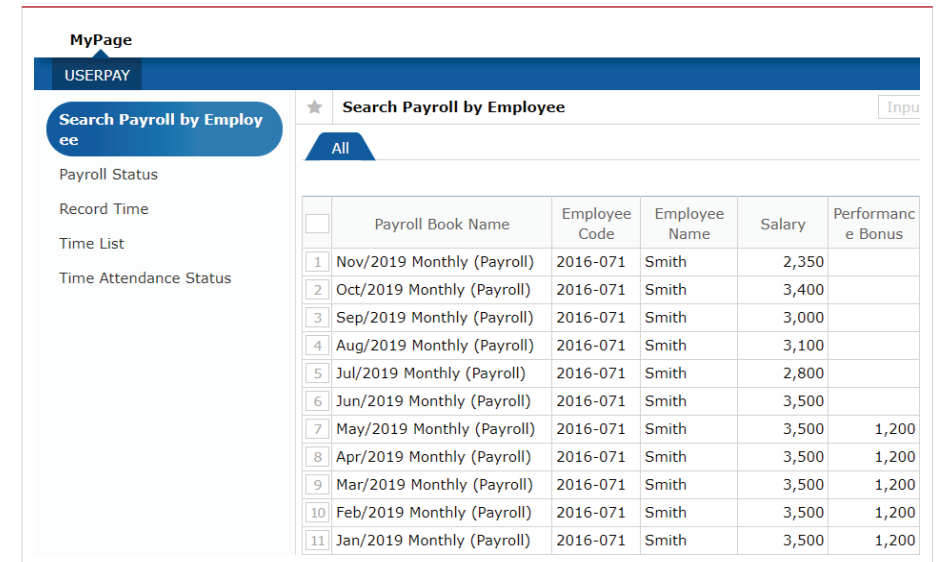 MyPage
USERPAY
Search Payroll by Employ
ee
Payroll Status
Record Time
Time List
Time Attendance Status
Search Payroll by Employee
Inpu
All
Payroll Book Name Employee Code Employee Name Salary Performanc e Bonus
1 Nov/2019 Monthly (Payroll) 2016-071 Smith 2,350
2 Oct/2019 Monthly (Payroll) 2016-071 Smith 3,400
3 Sep/2019 Monthly (Payroll) 2016-071 Smith 3,000
4 Aug/2019 Monthly (Payroll) 2016-071 Smith 3,100
5 Jul/2019 Monthly (Payroll) 2016-071 Smith 2,800
6 Jun/2019 Monthly (Payroll) 2016-071 Smith 3,500
7 May/2019 Monthly (Payroll) 2016-071 Smith 3,500 1,200
8 Apr/2019 Monthly (Payroll) 2016-071 Smith 3,500 1,200
9 Mar/2019 Monthly (Payroll) 2016-071 Smith 3,500 1,200
10 Feb/2019 Monthly (Payroll) 2016-071 Smith 3,500 1,200
11 Jan/2019 Monthly (Payroll) 2016-071 Smith 3,500 1,200